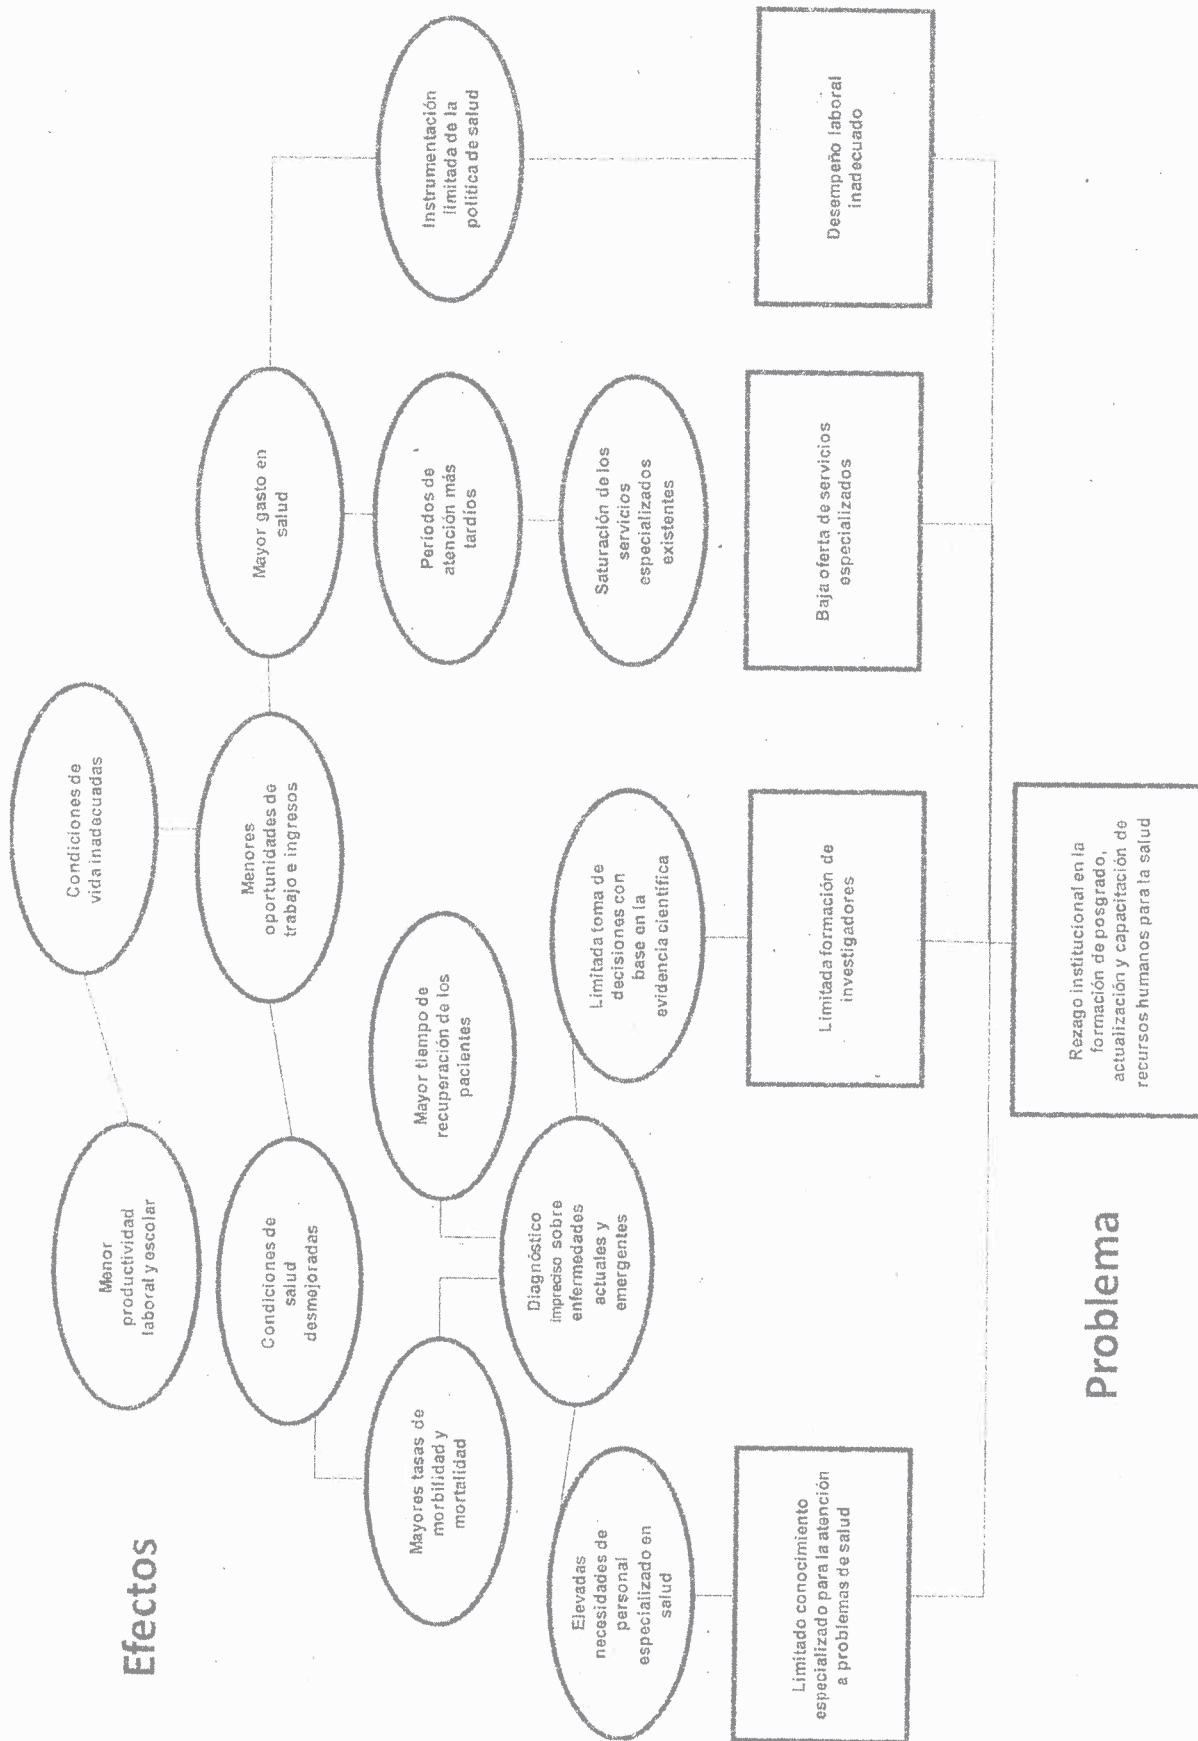 Efectos
Condiciones de
vida inadecuadas
Menor
productividad
laboral y escolar
Condiciones de
salud
desmejoradas
Menores
oportunidades de
trabajo e ingresos
Mayor gasto en
salud
Mayores tasas de
morbilidad y
mortalidad
Mayor tiempo de
recuperación de los
pacientes
Períodos de
atención más
tardíos
Instrumentación
limitada de la
política de salud
Elevadas
necesidades de
personal
especializado en
salud
Diagnóstico
impreciso sobre
enfermedades
actuales y
emergentes
Limitada toma de
decisiones con
base en la
evidencia científica
Saturación de los
servicios
especializados
existentes
Limitado conocimiento
especializado para la atención
a problemas de salud
Limitada formación de
investigadores
Baja oferta de servicios
especializados
Desempeño laboral
inadecuado
Problema
Rezago institucional en la
formación de posgrado,
actualización y capacitación de
recursos humanos para la salud